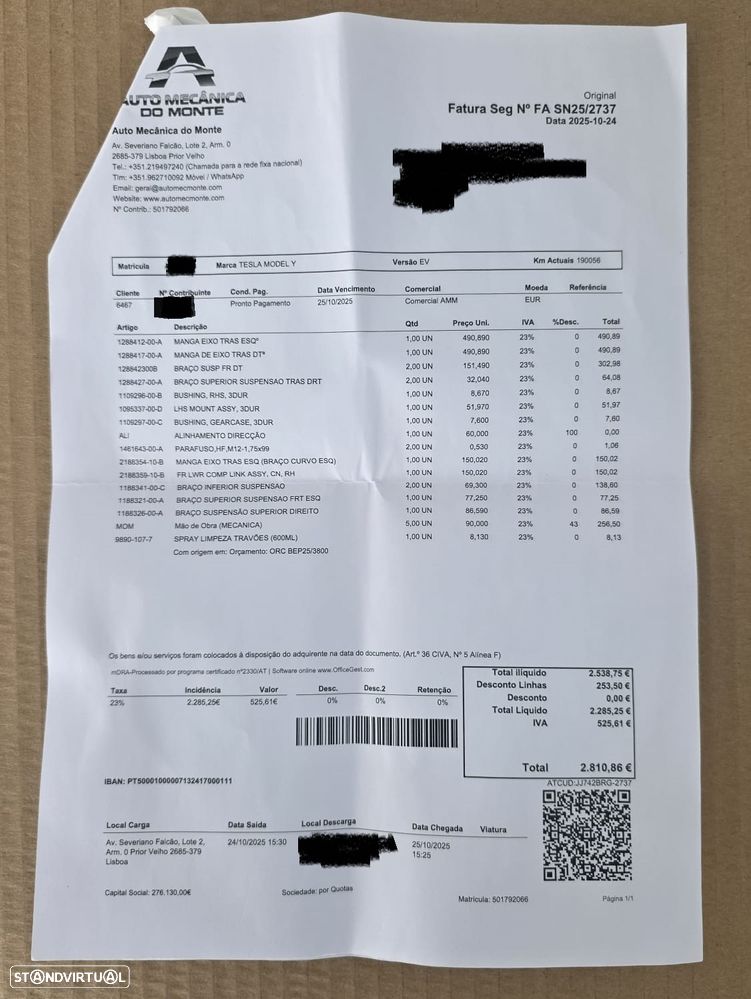 AUTO MECÂNICA
DO MONTE
Original
Fatura Seg Nº FA SN25/2737
Data 2025-10-24
Auto Mecânica do Monte
Av. Severiano Falcão, Lote 2, Arm. 0
2685-379 Lisboa Prior Velho
Tel.: +351.219497240 (Chamada para a rede fixa nacional)
Tlm: +351.962710092 Móvel / WhatsApp
Email: geral@automecmonte.com
Website: www.automecmonte.com
Nº Contrib.: 501792066
Matricula Marca TESLA MODEL Y Versão EV Km Actuais 190056
Cliente Nº Contribuinte Cond. Pag. Data Vencimento Comercial Moeda Referência
6467 Pronto Pagamento 25/10/2025 Comercial AMM EUR
Artigo Descrição Qtd Preço Uni. IVA %Desc. Total
1288412-00-A MANGA EIXO TRAS ESQº 1,00 UN 490,890 23% 0 490,89
1288417-00-A MANGA DE EIXO TRAS DTº 1,00 UN 490,890 23% 0 490,89
128842300B BRAÇO SUSP FR DT 2,00 UN 151,490 23% 0 302,98
1288427-00-A BRAÇO SUPERIOR SUSPENSAO TRAS DRT 2,00 UN 32,040 23% 0 64,08
1109296-00-B BUSHING, RHS, 3DUR 1,00 UN 8,670 23% 0 8,67
1095337-00-D LHS MOUNT ASSY, 3DUR 1,00 UN 51,970 23% 0 51,97
1109297-00-C BUSHING, GEARCASE, 3DUR 1,00 UN 7,600 23% 0 7,60
ALI ALINHAMENTO DIRECÇÃO 1,00 UN 60,000 23% 100 0,00
1461643-00-A PARAFUSO,HF,M12-1,75x99 2,00 UN 0,530 23% 0 1,06
2188354-10-B MANGA EIXO TRAS ESQ (BRAÇO CURVO ESQ) 1,00 UN 150,020 23% 0 150,02
2188359-10-B FR LWR COMP LINK ASSY, CN, RH 1,00 UN 150,020 23% 0 150,02
1188341-00-C BRAÇO INFERIOR SUSPENSAO 2,00 UN 69,300 23% 0 138,60
1188321-00-A BRAÇO SUPERIOR SUSPENSAO FRT ESQ 1,00 UN 77,250 23% 0 77,25
1188326-00-A BRAÇO SUSPENSÃO SUPERIOR DIREITO 1,00 UN 86,590 23% 0 86,59
MOM Mão de Obra (MECANICA) 5,00 UN 90,000 23% 43 256,50
9890-107-7 SPRAY LIMPEZA TRAVÕES (600ML) 1,00 UN 8,130 23% 0 8,13
Com origem em: Orçamento: ORC BEP25/3800
Os bens e/ou serviços foram colocados à disposição do adquirente na data do documento. (Art.º 36 CIVA, Nº 5 Alínea F)
mDRA-Processado por programa certificado nº2330/AT | Software online www.OfficeGest.com
Taxa Incidência Valor Desc. Desc.2 Retenção
23% 2.285,25€ 525,61€ 0% 0% 0%
Total ilíquido 2.538,75 €
Desconto Linhas 253,50 €
Desconto 0,00 €
Total Liquido 2.285,25 €
IVA 525,61 €
Total 2.810,86 €
ATCUD:JJ742BRG-2737
IBAN: PT50001000007132417000111
Local Carga Data Saída Local Descarga Data Chegada Viatura
Av. Severiano Falcão, Lote 2, 24/10/2025 15:30 25/10/2025
Arm. 0 Prior Velho 2685-379 15:25
Lisboa
Capital Social: 276.130,00€ Sociedade: por Quotas Matricula: 501792066 Página 1/1
STANDVIRTUAL